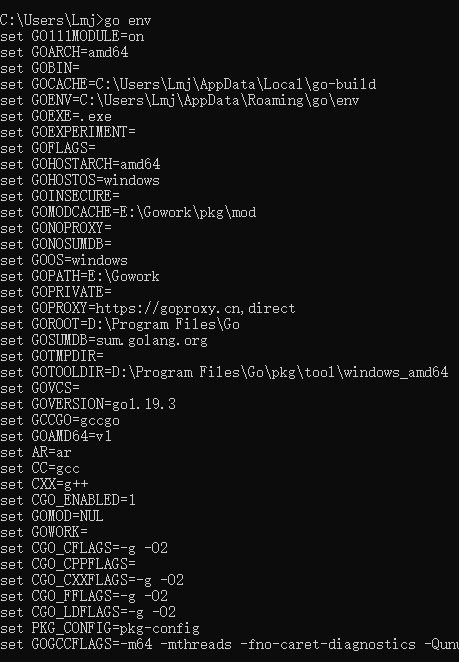 C:\Users\Lmj>go env
set GO111MODULE=on
set GOARCH=amd64
set GOBIN=
set GOCACHE=C:\Users\Lmj\AppData\Local\go-build
set GOENV=C:\Users\Lmj\AppData\Roaming\go\env
set GOEXE=.exe
set GOEXPERIMENT=
set GOFLAGS=
set GOHOSTARCH=amd64
set GOHOSTOS=windows
set GOINSECURE=
set GOMODCACHE=E:\Gowork\pkg\mod
set GONOPROXY=
set GONOSUMDB=
set GOOS=windows
set GOPATH=E:\Gowork
set GOPRIVATE=
set GOPROXY=https://goproxy.cn,direct
set GOROOT=D:\Program Files\Go
set GOSUMDB=sum.golang.org
set GOTMPDIR=
set GOTOOLDIR=D:\Program Files\Go\pkg\tool\windows_amd64
set GOVCS=
set GOVERSION=go1.19.3
set GCCGO=gccgo
set GOAMD64=v1
set AR=ar
set CC=gcc
set CXX=g++
set CGO_ENABLED=1
set GOMOD=NUL
set GOWORK=
set CGO_CFLAGS=-g -O2
set CGO_CPPFLAGS=
set CGO_CXXFLAGS=-g -O2
set CGO_FFLAGS=-g -O2
set CGO_LDFLAGS=-g -O2
set PKG_CONFIG=pkg-config
set GOGCCFLAGS=-m64 -mthreads -fno-caret-diagnostics -Qunu